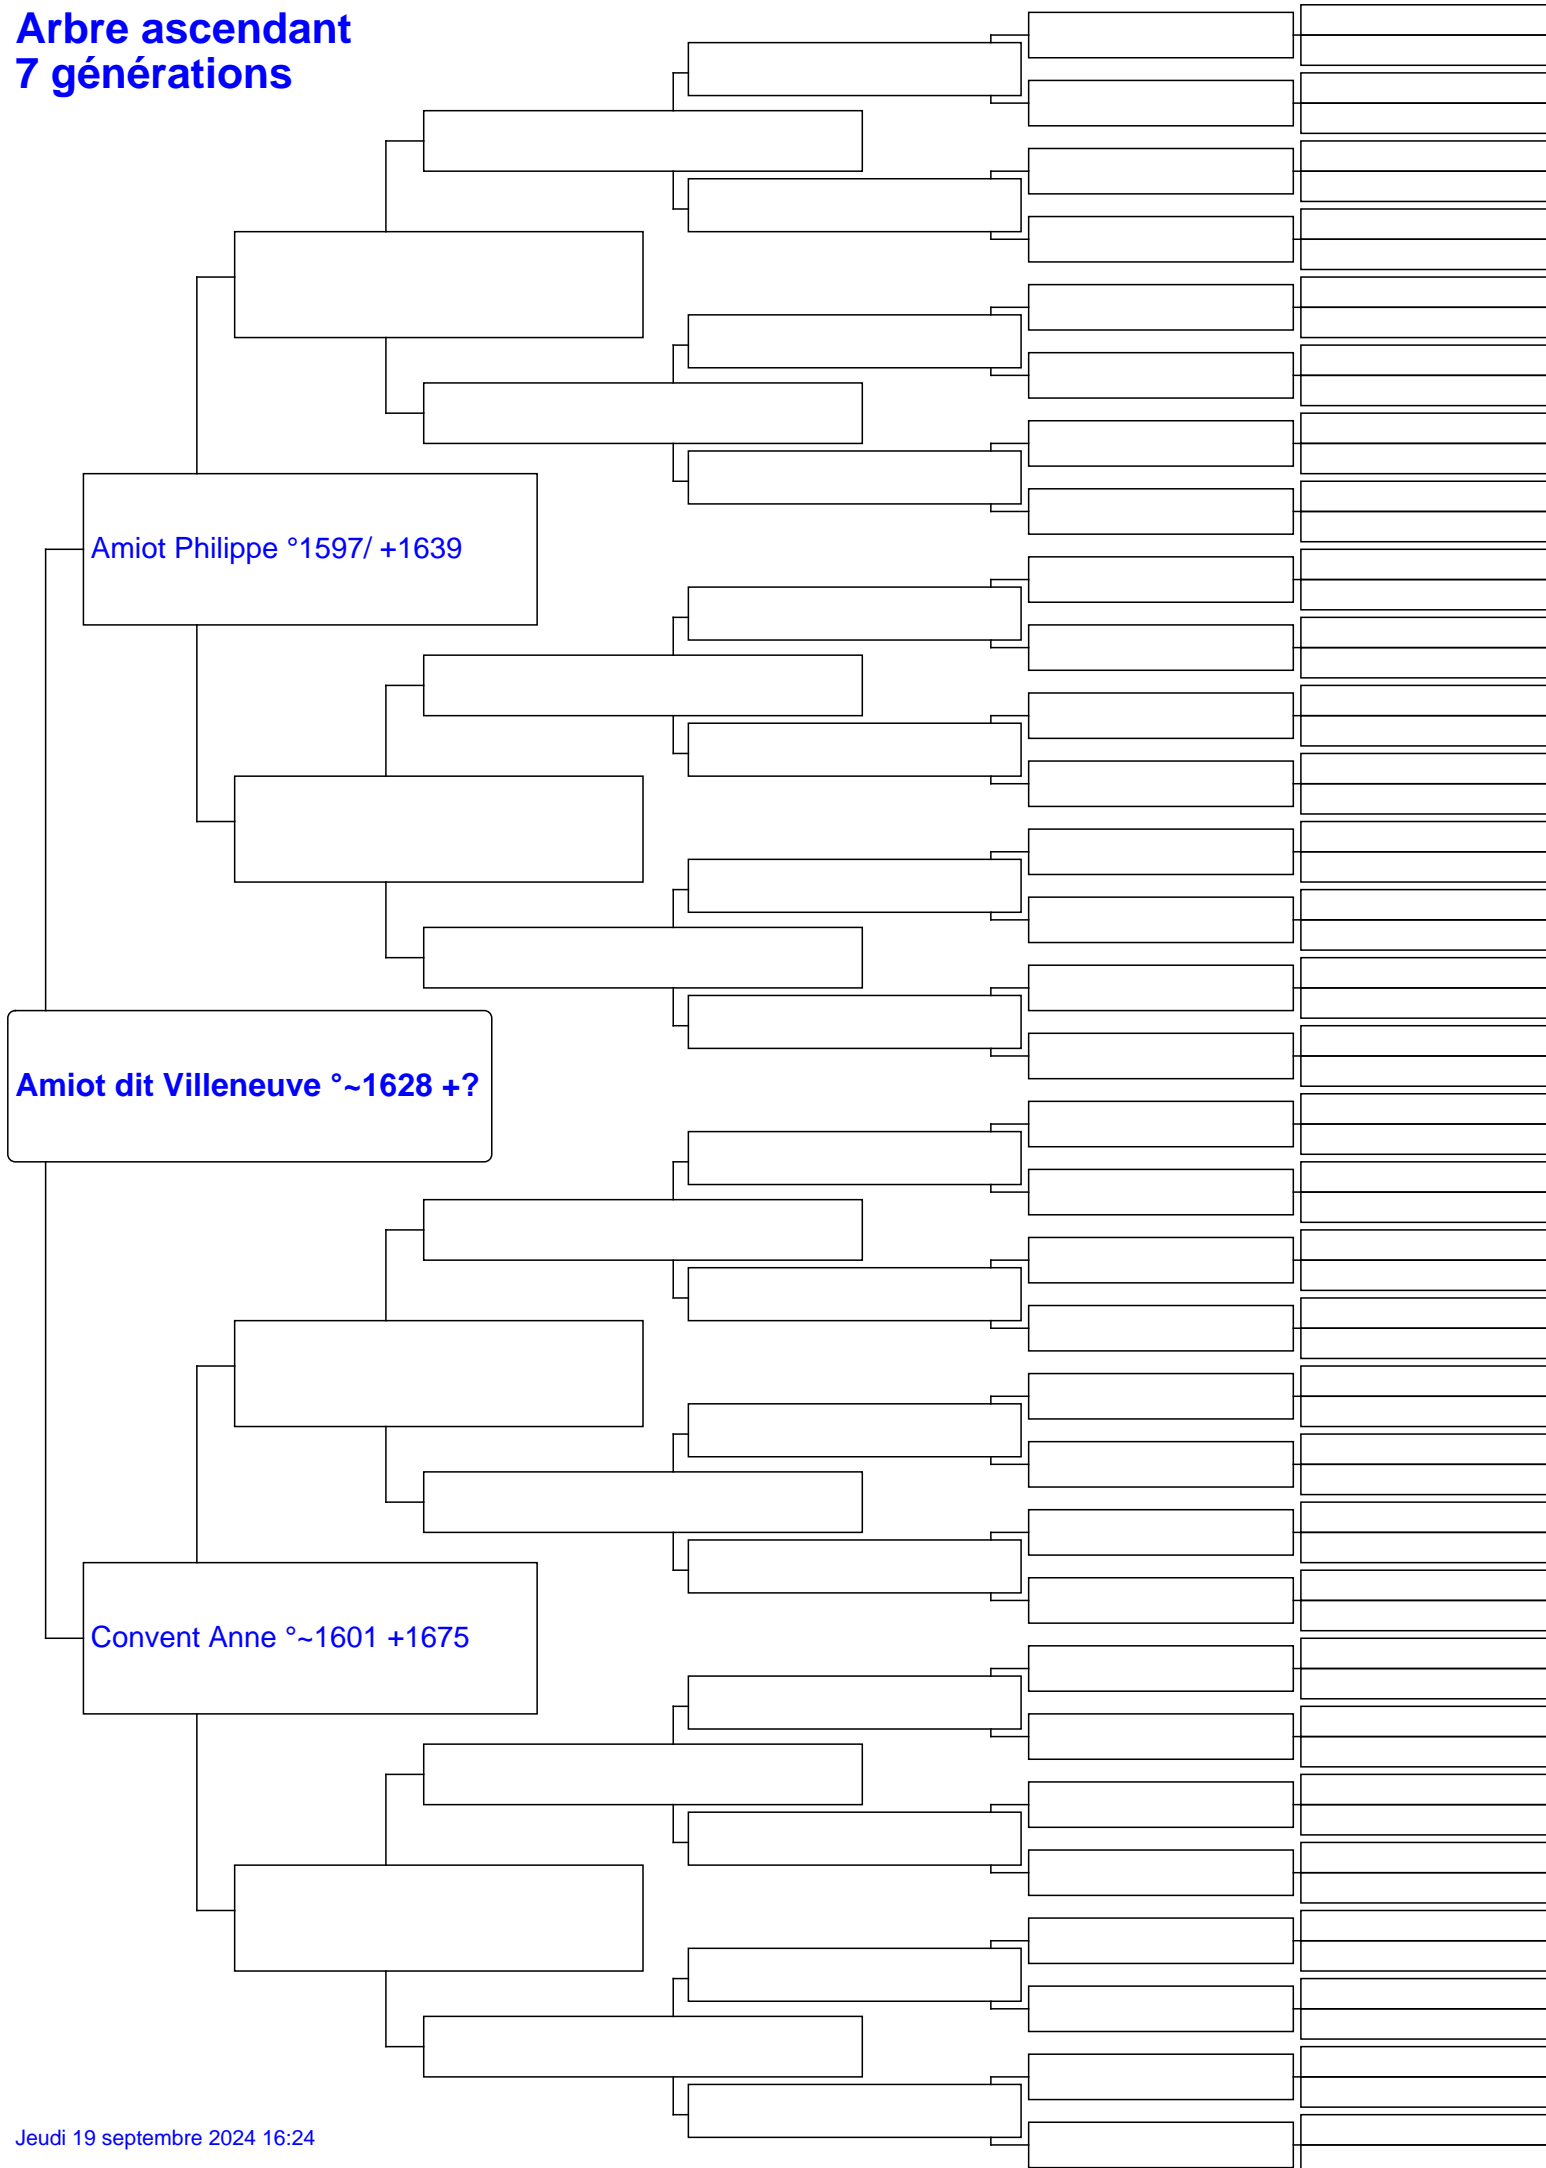 Arbre ascendant
7 générations
Amiot Philippe °1597/ +1639
Amiot dit Villeneuve °~1628 +?
Convent Anne °~1601 +1675
Jeudi 19 septembre 2024 16:24